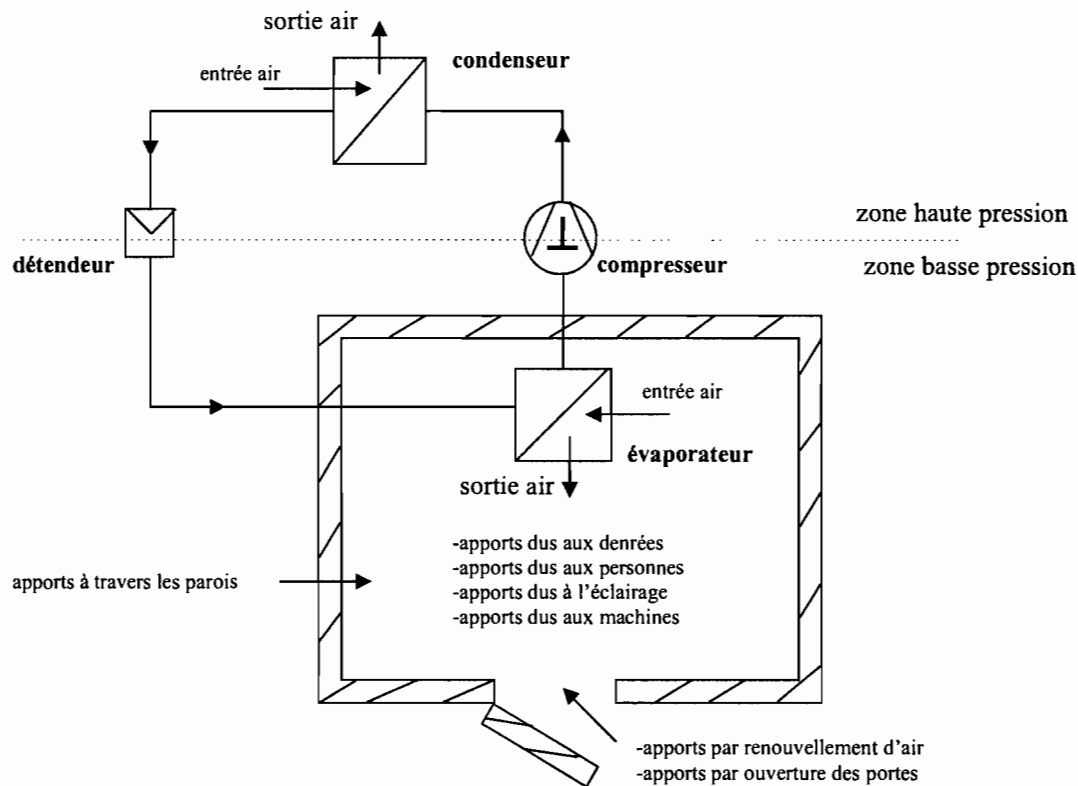 sortie air
condenseur
entrée air
zone haute pression
détendeur
compresseur
zone basse pression
entrée air
évaporateur
sortie air
-apports dus aux denrées
-apports dus aux personnes
apports à travers les parois
-apports dus à l'éclairage
-apports dus aux machines
-apports par renouvellement d'air
-apports par ouverture des portes